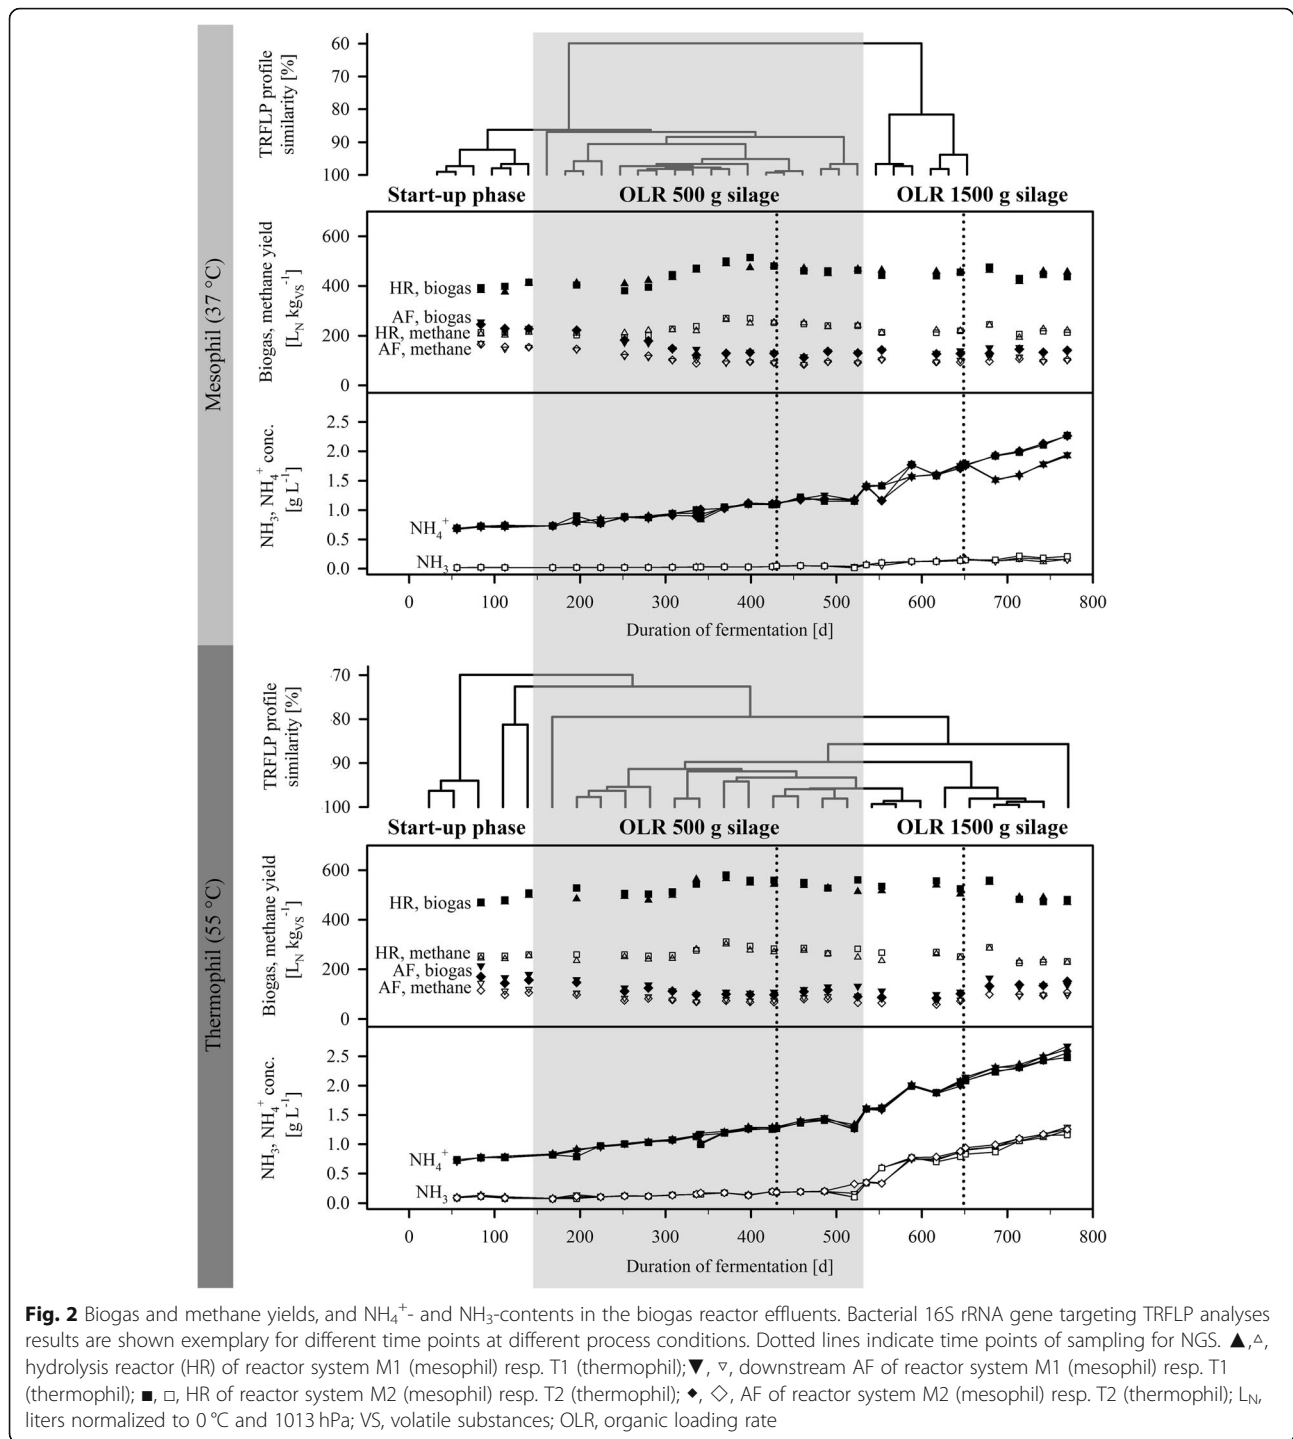 Mesophil (37 °C)
TRFLP profile
similarity [%]
60
70
80
90
100
Start-up phase
OLR 500 g silage
OLR 1500 g silage
Biogas, methane yield
[L_N kg_VS^-1]
600
400
200
0
HR, biogas
AF, biogas
HR, methane
AF, methane
NH3, NH4+ conc.
[g L^-1]
2.5
2.0
1.5
1.0
0.5
0.0
NH4+
NH3
0 100 200 300 400 500 600 700 800
Duration of fermentation [d]
Thermophil (55 °C)
TRFLP profile
similarity [%]
70
80
90
100
Start-up phase
OLR 500 g silage
OLR 1500 g silage
Biogas, methane yield
[L_N kg_VS^-1]
600
400
200
0
HR, biogas
HR, methane
AF, biogas
AF, methane
NH3, NH4+ conc.
[g L^-1]
2.5
2.0
1.5
1.0
0.5
0.0
NH4+
NH3
0 100 200 300 400 500 600 700 800
Duration of fermentation [d]
Fig. 2 Biogas and methane yields, and NH4+- and NH3-contents in the biogas reactor effluents. Bacterial 16S rRNA gene targeting TRFLP analyses
results are shown exemplary for different time points at different process conditions. Dotted lines indicate time points of sampling for NGS. ▲,△,
hydrolysis reactor (HR) of reactor system M1 (mesophil) resp. T1 (thermophil);▼, ▽, downstream AF of reactor system M1 (mesophil) resp. T1
(thermophil); ■, □, HR of reactor system M2 (mesophil) resp. T2 (thermophil); ◆, ◇, AF of reactor system M2 (mesophil) resp. T2 (thermophil); L_N,
liters normalized to 0 °C and 1013 hPa; VS, volatile substances; OLR, organic loading rate